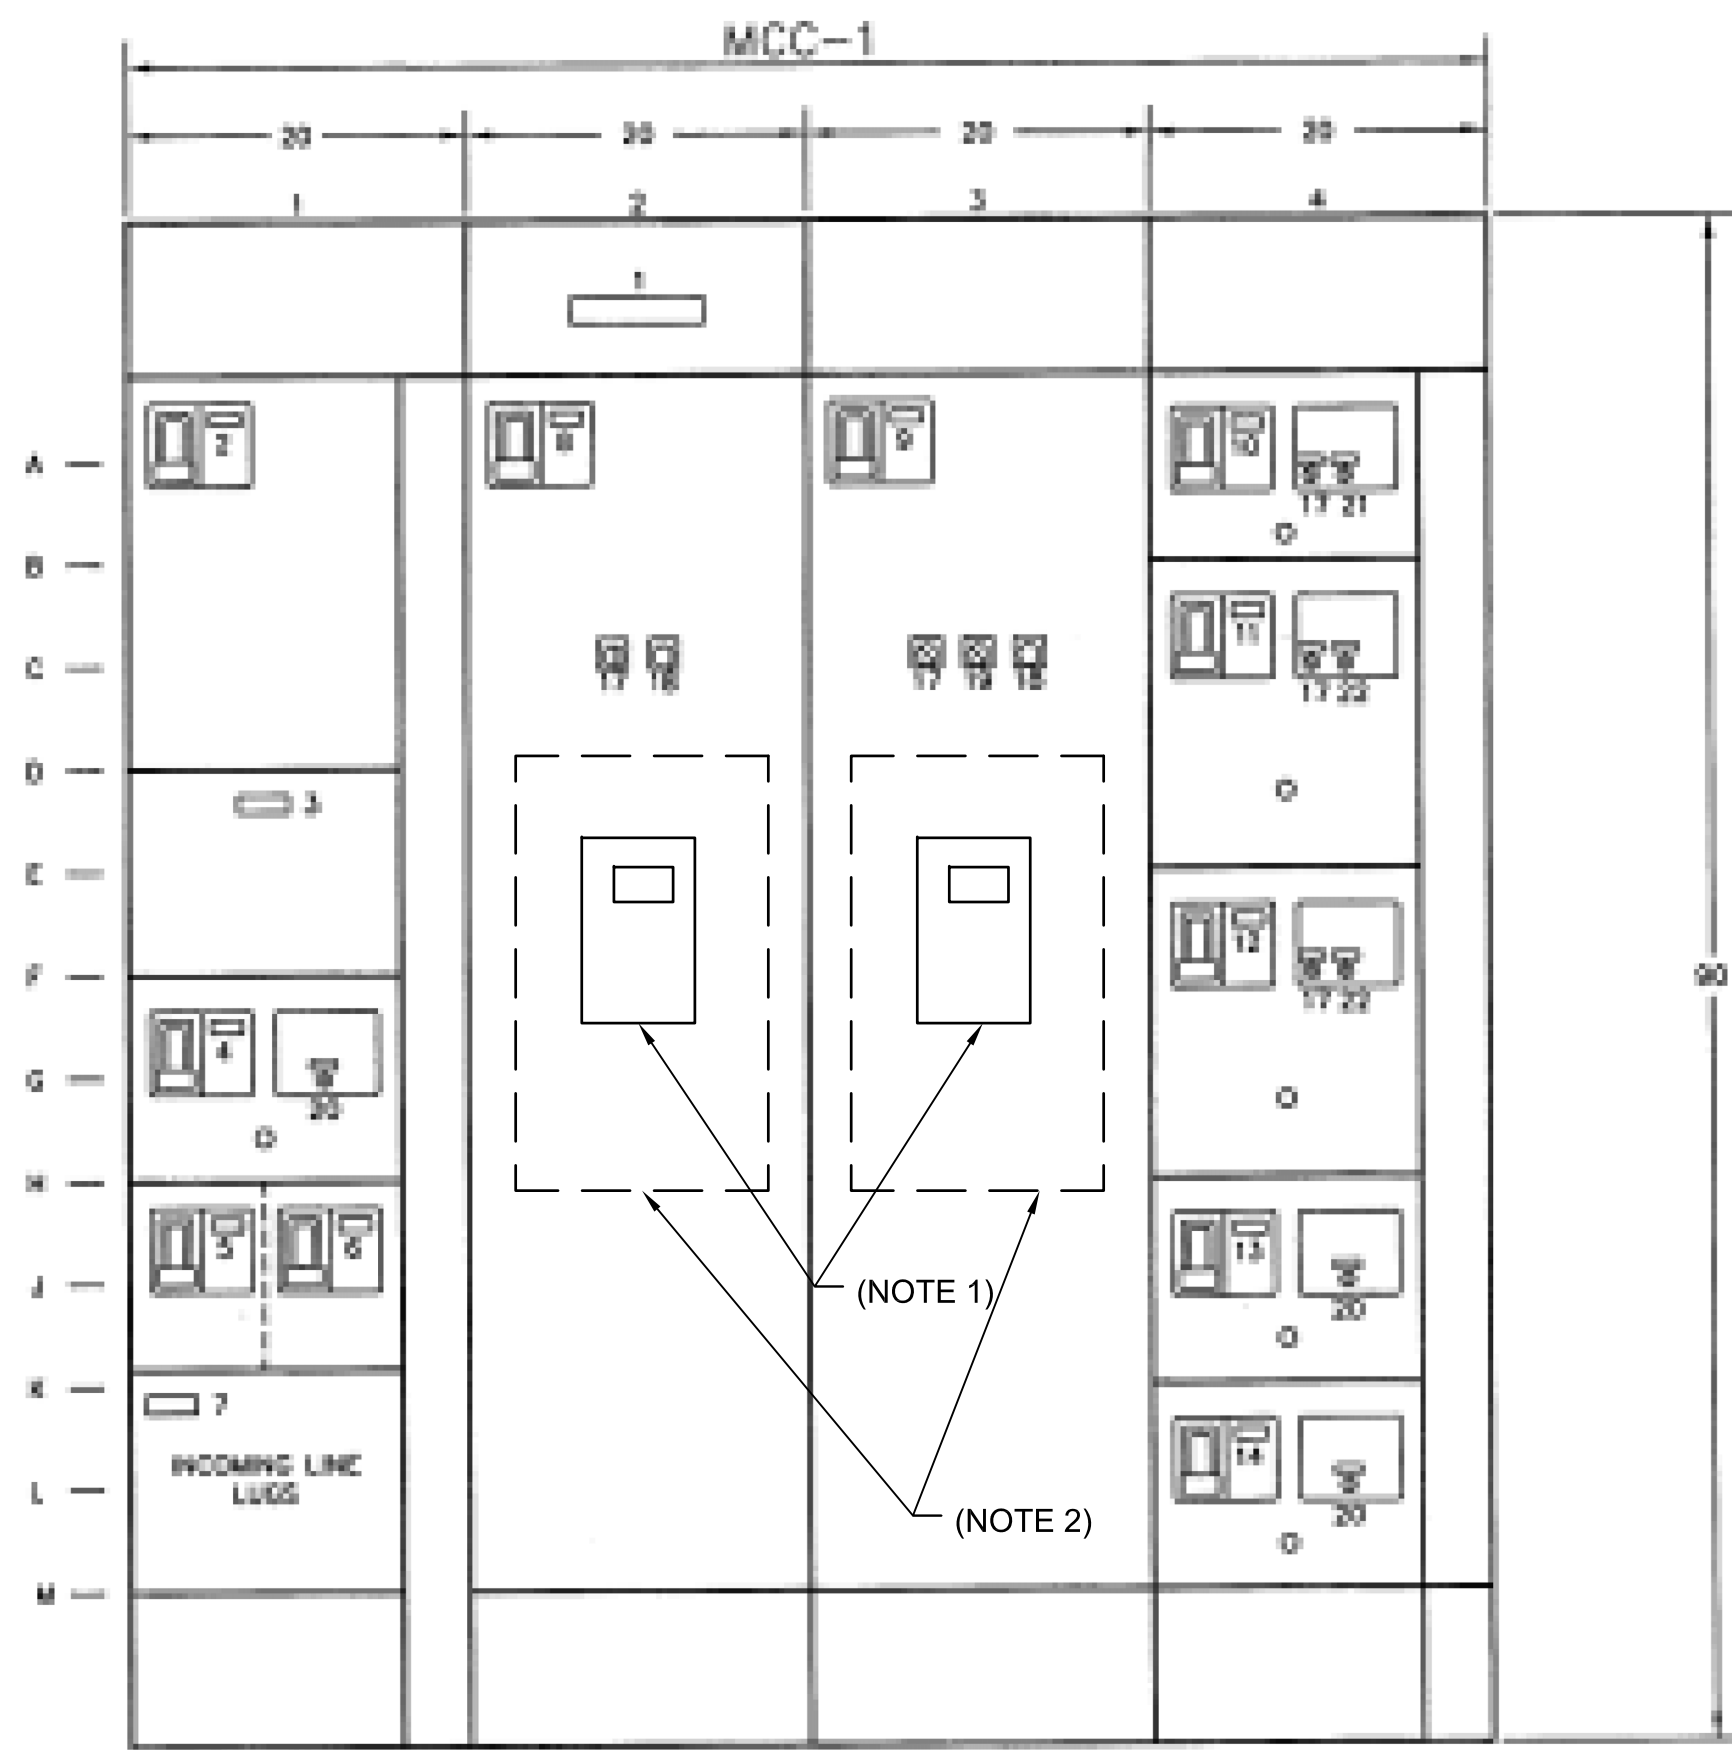 MCC-1
20 20 20 20
1 2 3 4
1
A 2 8 9 10
17 21
B
11
C 17 18 17 19 18 17 22
D
3
E
12
F 17 22
90
4
G
20
H
5 6 13
J (NOTE 1) 20
K
7
14
INCOMING LINE
LUGS
L (NOTE 2) 20
M